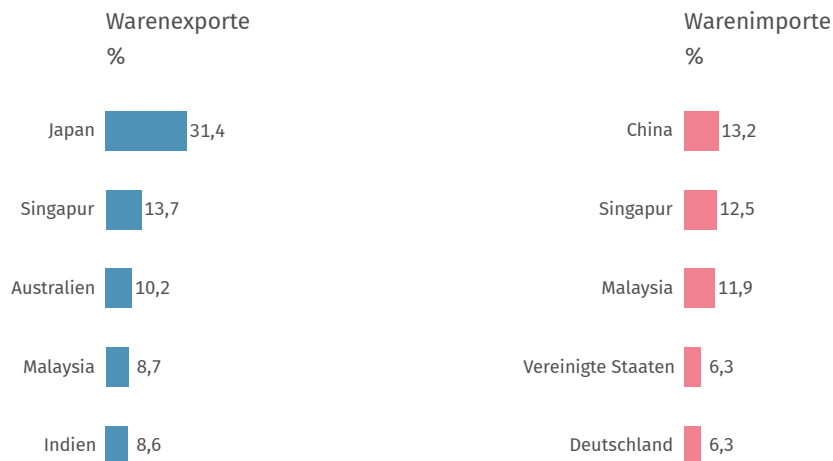 Warenexporte
%
Japan 31,4
Singapur 13,7
Australien 10,2
Malaysia 8,7
Indien 8,6
Warenimporte
%
China 13,2
Singapur 12,5
Malaysia 11,9
Vereinigte Staaten 6,3
Deutschland 6,3